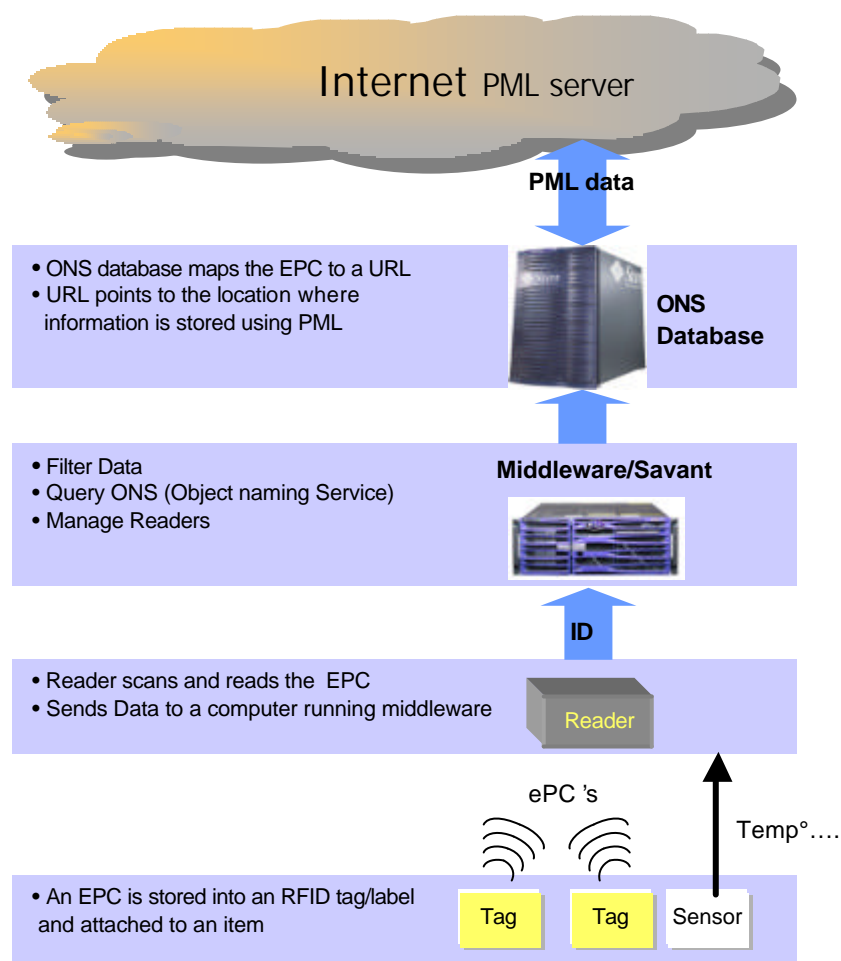 Internet PML server
PML data
• ONS database maps the EPC to a URL
• URL points to the location where
information is stored using PML
ONS
Database
• Filter Data
• Query ONS (Object naming Service)
• Manage Readers
Middleware/Savant
ID
• Reader scans and reads the EPC
• Sends Data to a computer running middleware
Reader
ePC 's
Temp°....
• An EPC is stored into an RFID tag/label
and attached to an item
Tag
Tag
Sensor